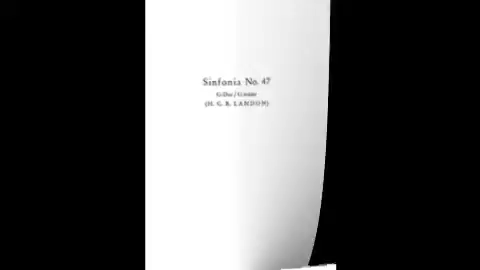 Sinfonia No. 47
G-Dur / G major
(H. C. R. LANDON)